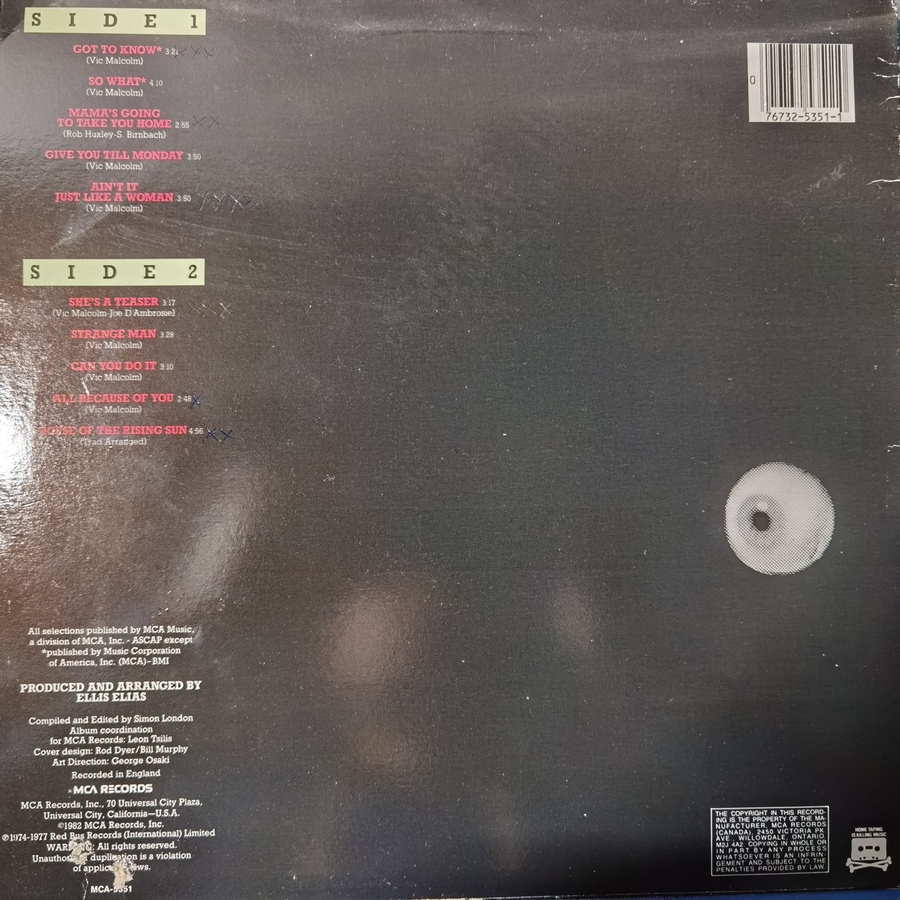 SIDE 1
GOT TO KNOW* 3:21
(Vic Malcolm)
SO WHAT* 4:10
(Vic Malcolm)
MAMA'S GOING
TO TAKE YOU HOME 2:55
(Rob Huxley-S. Birnbach)
GIVE YOU TILL MONDAY 3:50
(Vic Malcolm)
AIN'T IT
JUST LIKE A WOMAN 3:50
(Vic Malcolm)
SIDE 2
SHE'S A TEASER 3:17
(Vic Malcolm-Joe D'Ambrosie)
STRANGE MAN 3:28
(Vic Malcolm)
CAN YOU DO IT 3:10
(Vic Malcolm)
ALL BECAUSE OF YOU 2:48
(Vic Malcolm)
HOUSE OF THE RISING SUN 4:56
(Trad Arranged)
All selections published by MCA Music,
a division of MCA, Inc. - ASCAP except
*published by Music Corporation
of America, Inc. (MCA)-BMI
PRODUCED AND ARRANGED BY
ELLIS ELIAS
Compiled and Edited by Simon London
Album coordination
for MCA Records: Leon Tsilis
Cover design: Rod Dyer/Bill Murphy
Art Direction: George Osaki
Recorded in England
MCA RECORDS
MCA Records, Inc., 70 Universal City Plaza,
Universal City, California-U.S.A.
©1982 MCA Records, Inc.
℗1974-1977 Red Bus Records (International) Limited
WARNING: All rights reserved.
Unauthorized duplication is a violation
of applicable laws.
MCA-5351
0 76732-5351-1
THE COPYRIGHT IN THIS RECORD-
ING IS THE PROPERTY OF THE MA-
NUFACTURER, MCA RECORDS
(CANADA), 2450 VICTORIA PK
AVE., WILLOWDALE, ONTARIO.
M2J 4A2. COPYING IN WHOLE OR
IN PART BY ANY PROCESS
WHATSOEVER IS AN INFRIN-
GEMENT AND SUBJECT TO THE
PENALTIES PROVIDED BY LAW
HOME TAPING
IS KILLING MUSIC